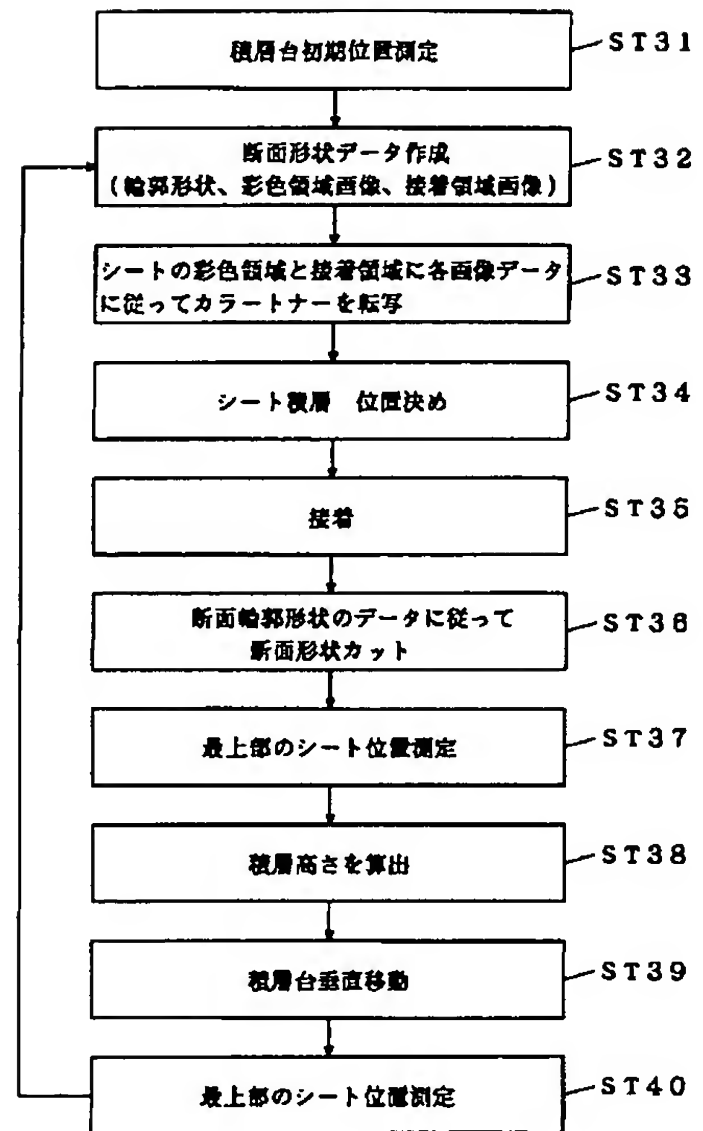 積層台初期位置測定
ST31
断面形状データ作成
(輪郭形状、彩色領域画像、接着領域画像)
ST32
シートの彩色領域と接着領域に各画像データ
に従ってカラートナーを転写
ST33
シート積層 位置決め
ST34
接着
ST35
断面輪郭形状のデータに従って
断面形状カット
ST36
最上部のシート位置測定
ST37
積層高さを算出
ST38
積層台垂直移動
ST39
最上部のシート位置測定
ST40